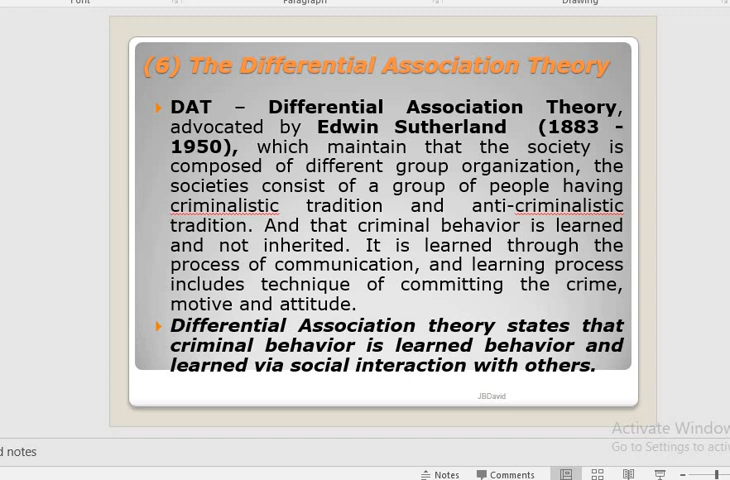 Font Paragraph Drawing
(6) The Differential Association Theory
DAT – Differential Association Theory,
advocated by Edwin Sutherland (1883 -
1950), which maintain that the society is
composed of different group organization, the
societies consist of a group of people having
criminalistic tradition and anti-criminalistic
tradition. And that criminal behavior is learned
and not inherited. It is learned through the
process of communication, and learning process
includes technique of committing the crime,
motive and attitude.
Differential Association theory states that
criminal behavior is learned behavior and
learned via social interaction with others.
JBDavid
Activate Window
Go to Settings to activ
d notes
Notes Comments